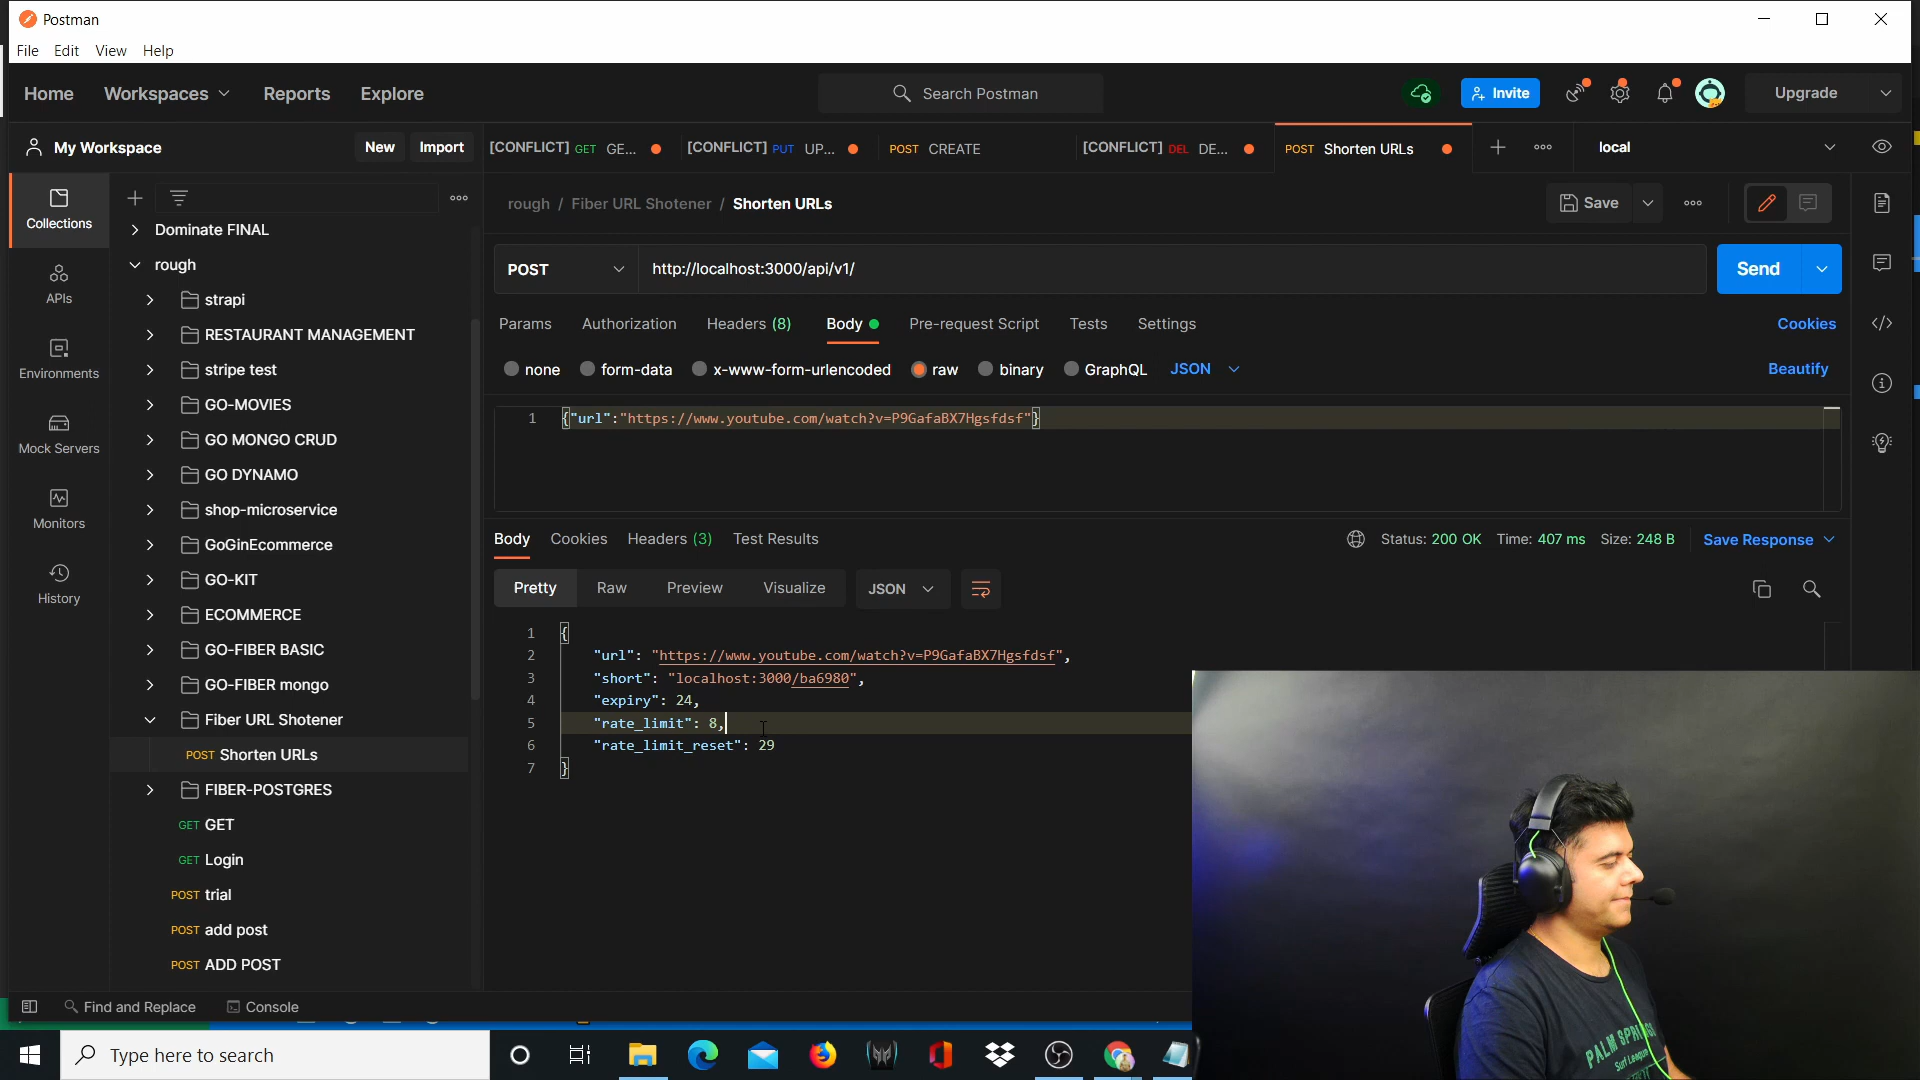 Postman
File Edit View Help
Home Workspaces Reports Explore Search Postman Invite Upgrade
My Workspace New Import [CONFLICT] GET GE... [CONFLICT] PUT UP... POST CREATE [CONFLICT] DEL DE... POST Shorten URLs local
rough / Fiber URL Shotener / Shorten URLs Save
Collections
APIs
Environments
Mock Servers
Monitors
History
Dominate FINAL
rough
strapi
RESTAURANT MANAGEMENT
stripe test
GO-MOVIES
GO MONGO CRUD
GO DYNAMO
shop-microservice
GoGinEcommerce
GO-KIT
ECOMMERCE
GO-FIBER BASIC
GO-FIBER mongo
Fiber URL Shotener
POST Shorten URLs
FIBER-POSTGRES
GET GET
GET Login
POST trial
POST add post
POST ADD POST
POST http://localhost:3000/api/v1/ Send
Params Authorization Headers (8) Body Pre-request Script Tests Settings Cookies
none form-data x-www-form-urlencoded raw binary GraphQL JSON Beautify
1 {"url":"https://www.youtube.com/watch?v=P9GafaBX7Hgsfdsf"}
Body Cookies Headers (3) Test Results Status: 200 OK Time: 407 ms Size: 248 B Save Response
Pretty Raw Preview Visualize JSON
1 {
2 "url": "https://www.youtube.com/watch?v=P9GafaBX7Hgsfdsf",
3 "short": "localhost:3000/ba6980",
4 "expiry": 24,
5 "rate_limit": 8,
6 "rate_limit_reset": 29
7 }
Find and Replace Console
Type here to search
PALM SPRINGS
Surf League